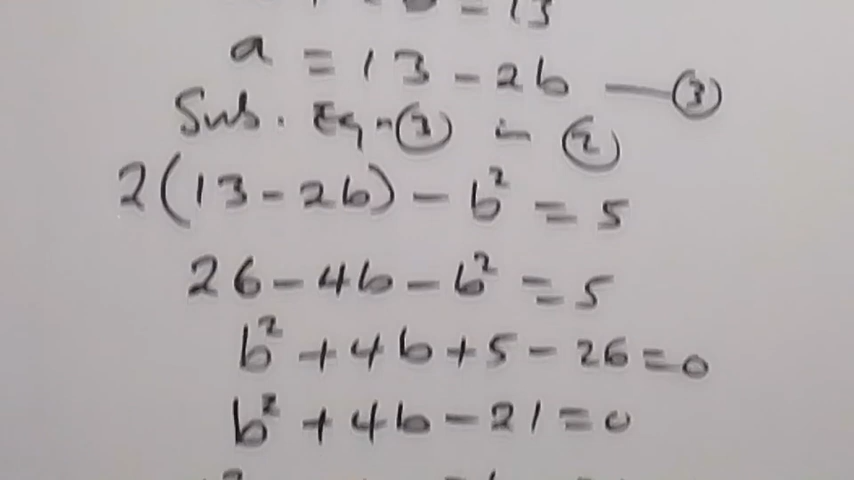 = 13
a = 13 - 2b — ③
Sub. Eqn ③ in ②
2(13 - 2b) - b² = 5
26 - 4b - b² = 5
b² + 4b + 5 - 26 = 0
b² + 4b - 21 = 0